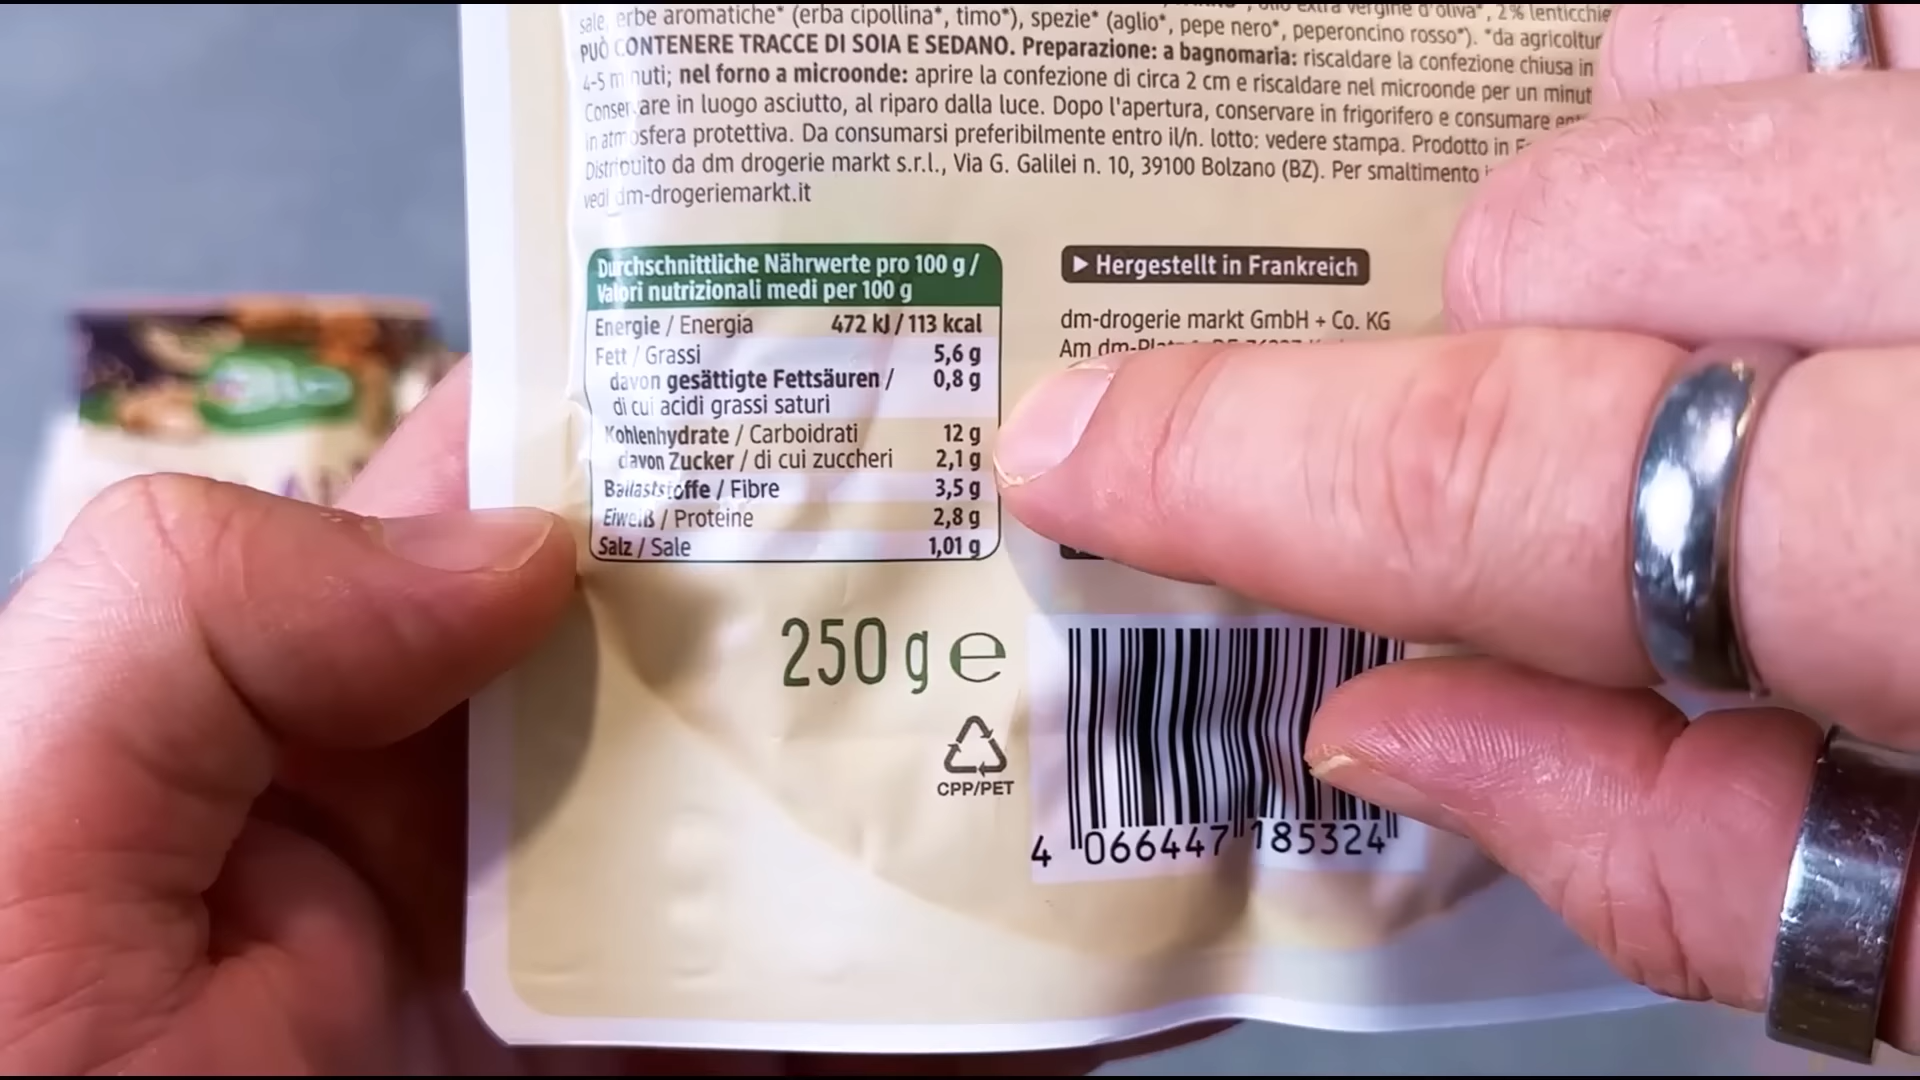 sale, erbe aromatiche* (erba cipollina*, timo*), spezie* (aglio*, pepe nero*, peperoncino rosso*). *da agricoltur
extra vergine d'oliva*, 2% lenticchie
PUÒ CONTENERE TRACCE DI SOIA E SEDANO. Preparazione: a bagnomaria: riscaldare la confezione chiusa in
4-5 minuti; nel forno a microonde: aprire la confezione di circa 2 cm e riscaldare nel microonde per un minut
Conservare in luogo asciutto, al riparo dalla luce. Dopo l'apertura, conservare in frigorifero e consumare
in atmosfera protettiva. Da consumarsi preferibilmente entro il/n. lotto: vedere stampa. Prodotto in
Distribuito da dm drogerie markt s.r.l., Via G. Galilei n. 10, 39100 Bolzano (BZ). Per smaltimento
vedi dm-drogeriemarkt.it
Durchschnittliche Nährwerte pro 100 g /
Valori nutrizionali medi per 100 g
Energie / Energia 472 kJ / 113 kcal
Fett / Grassi 5,6 g
davon gesättigte Fettsäuren / 0,8 g
di cui acidi grassi saturi
Kohlenhydrate / Carboidrati 12 g
davon Zucker / di cui zuccheri 2,1 g
Ballaststoffe / Fibre 3,5 g
Eiweiß / Proteine 2,8 g
Salz / Sale 1,01 g
▶ Hergestellt in Frankreich
dm-drogerie markt GmbH + Co. KG
Am
250 g e
CPP/PET
4 066447 185324